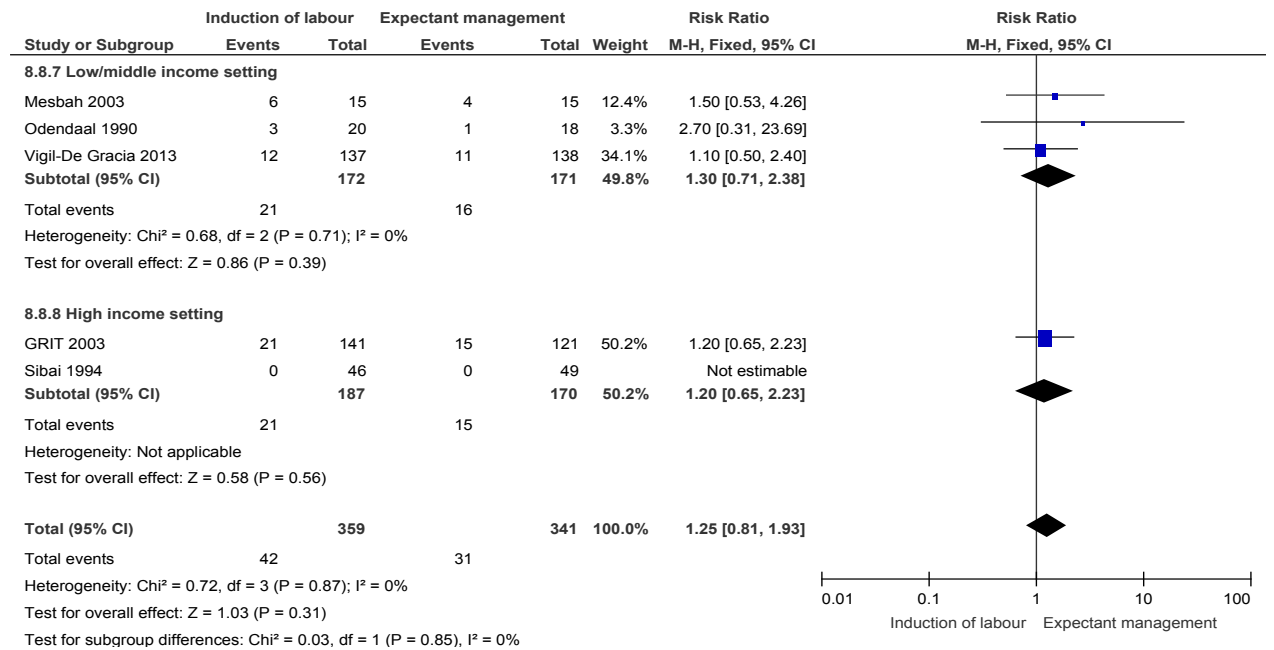 Induction of labour Expectant management Risk Ratio Risk Ratio
Study or Subgroup Events Total Events Total Weight M-H, Fixed, 95% CI M-H, Fixed, 95% CI
8.8.7 Low/middle income setting
Mesbah 2003 6 15 4 15 12.4% 1.50 [0.53, 4.26]
Odendaal 1990 3 20 1 18 3.3% 2.70 [0.31, 23.69]
Vigil-De Gracia 2013 12 137 11 138 34.1% 1.10 [0.50, 2.40]
Subtotal (95% CI) 172 171 49.8% 1.30 [0.71, 2.38]
Total events 21 16
Heterogeneity: Chi² = 0.68, df = 2 (P = 0.71); I² = 0%
Test for overall effect: Z = 0.86 (P = 0.39)
8.8.8 High income setting
GRIT 2003 21 141 15 121 50.2% 1.20 [0.65, 2.23]
Sibai 1994 0 46 0 49 Not estimable
Subtotal (95% CI) 187 170 50.2% 1.20 [0.65, 2.23]
Total events 21 15
Heterogeneity: Not applicable
Test for overall effect: Z = 0.58 (P = 0.56)
Total (95% CI) 359 341 100.0% 1.25 [0.81, 1.93]
Total events 42 31
Heterogeneity: Chi² = 0.72, df = 3 (P = 0.87); I² = 0%
Test for overall effect: Z = 1.03 (P = 0.31)
Test for subgroup differences: Chi² = 0.03, df = 1 (P = 0.85), I² = 0%
0.01 0.1 1 10 100
Induction of labour Expectant management